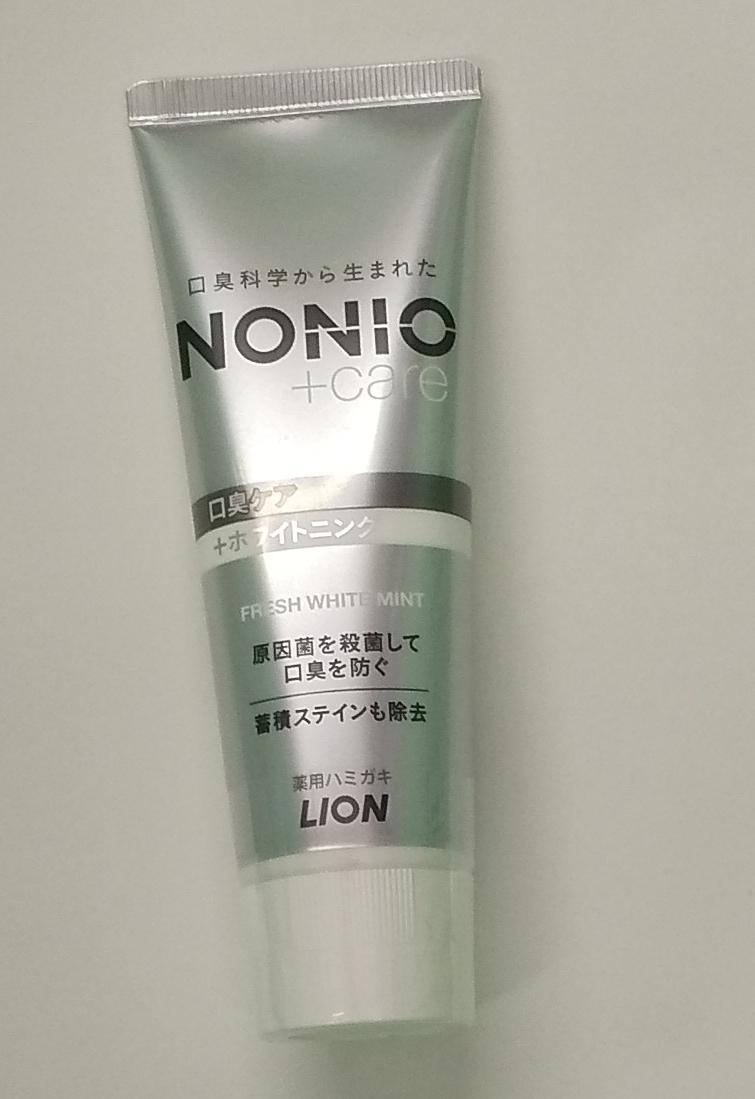 口臭科学から生まれた
NONIO
+care
口臭ケア
+ホワイトニング
FRESH WHITE MINT
原因菌を殺菌して
口臭を防ぐ
蓄積ステインも除去
薬用ハミガキ
LION